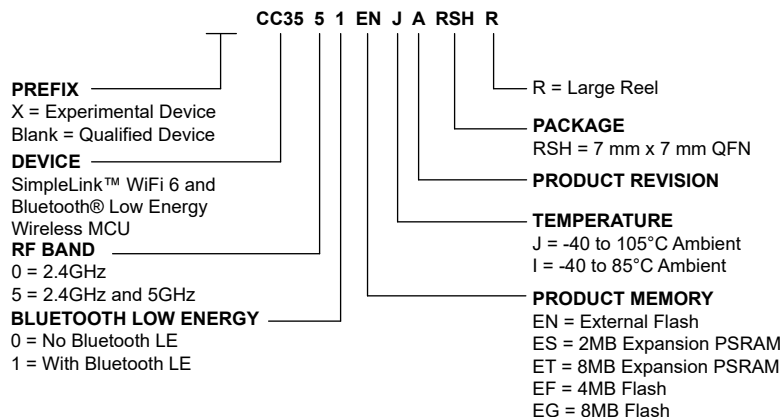 CC35 5 1 EN J A RSH R
PREFIX
X = Experimental Device
Blank = Qualified Device
DEVICE
SimpleLink™ WiFi 6 and
Bluetooth® Low Energy
Wireless MCU
RF BAND
0 = 2.4GHz
5 = 2.4GHz and 5GHz
BLUETOOTH LOW ENERGY
0 = No Bluetooth LE
1 = With Bluetooth LE
R = Large Reel
PACKAGE
RSH = 7 mm x 7 mm QFN
PRODUCT REVISION
TEMPERATURE
J = -40 to 105°C Ambient
I = -40 to 85°C Ambient
PRODUCT MEMORY
EN = External Flash
ES = 2MB Expansion PSRAM
ET = 8MB Expansion PSRAM
EF = 4MB Flash
EG = 8MB Flash